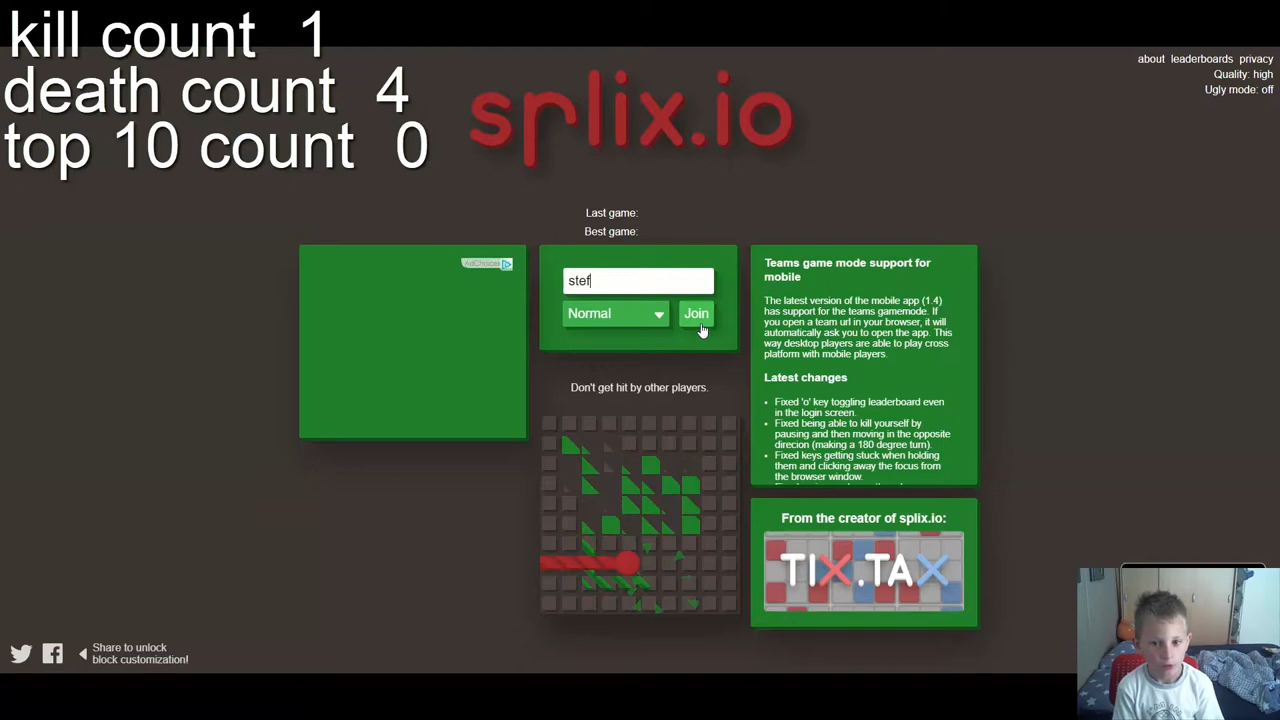 kill count 1
death count 4
top 10 count 0
splix.io
about leaderboards privacy
Quality: high
Ugly mode: off
Last game:
Best game:
AdChoices
stef
Normal
Join
Don't get hit by other players.
Teams game mode support for
mobile
The latest version of the mobile app (1.4)
has support for the teams gamemode. If
you open a team url in your browser, it will
automatically ask you to open the app. This
way desktop players are able to play cross
platform with mobile players.
Latest changes
• Fixed 'o' key toggling leaderboard even
in the login screen.
• Fixed being able to kill yourself by
pausing and then moving in the opposite
direcion (making a 180 degree turn).
• Fixed keys getting stuck when holding
them and clicking away the focus from
the browser window.
From the creator of splix.io:
TIX.TAX
Share to unlock
block customization!